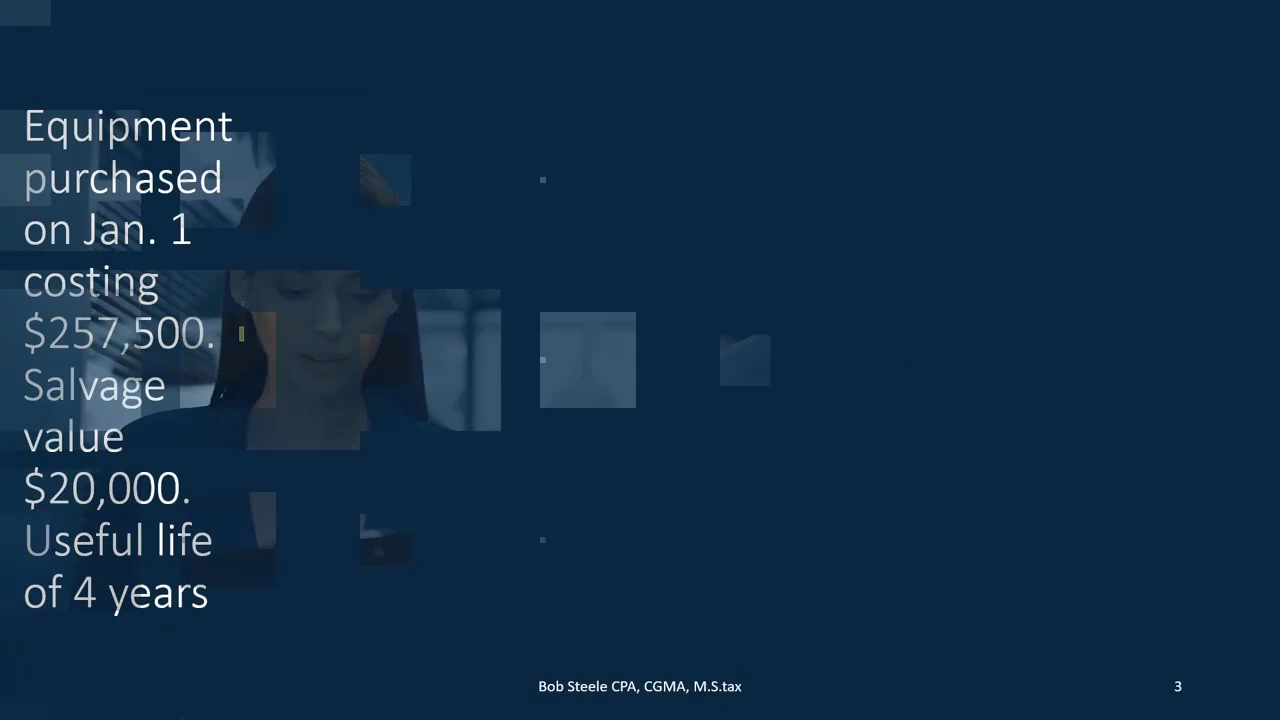 Equipment
purchased
on Jan. 1
costing
$257,500.
Salvage
value
$20,000.
Useful life
of 4 years
Bob Steele CPA, CGMA, M.S.tax
3